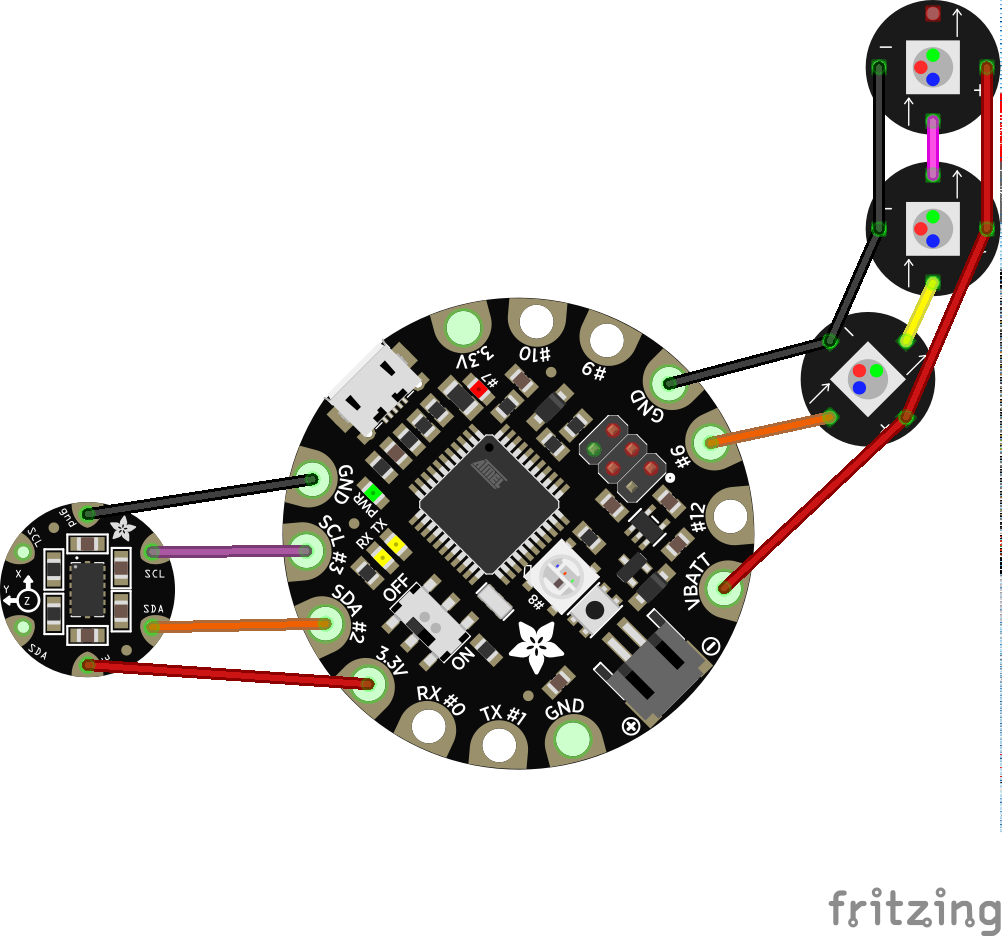 3.3V
#10
#9
#7
GND
#6
#12
VBATT
GND
PWR
SCL #3
TX
RX
SDA #2
OFF
ON
3.3V
RX #0
TX #1
GND
#8
ATMEL
gnd
SCL
SCL
X
Y
Z
SDA
SDA
fritzing